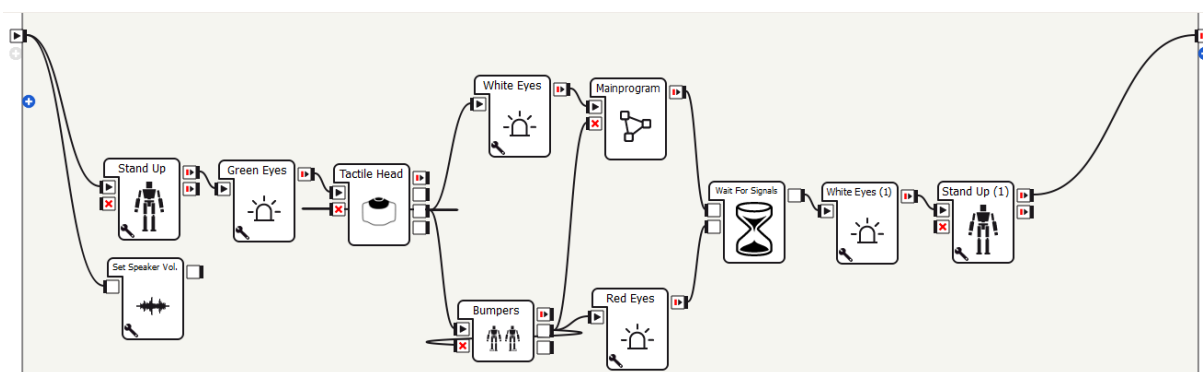 White Eyes
Mainprogram
Stand Up
Green Eyes
Tactile Head
Wait For Signals
White Eyes (1)
Stand Up (1)
Set Speaker Vol.
Bumpers
Red Eyes